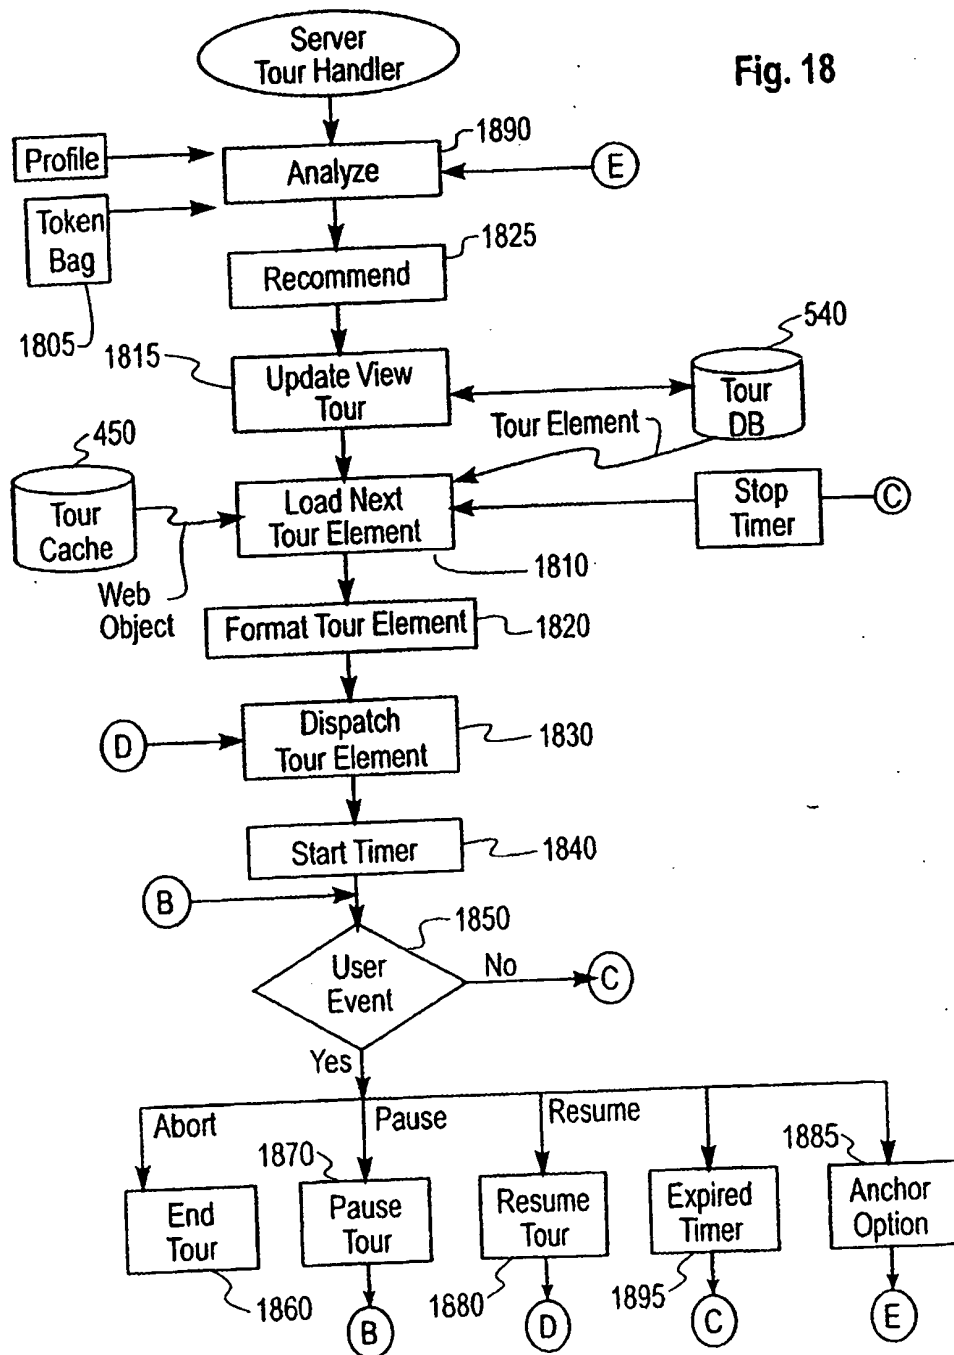 Server
Tour Handler
Fig. 18
1890
Profile
Analyze
E
Token
Bag
1825
Recommend
1805
1815
540
Update View
Tour
Tour
DB
Tour Element
450
Tour
Cache
Load Next
Tour Element
Stop
Timer
C
1810
Web
Object
Format Tour Element
1820
Dispatch
Tour Element
D
1830
Start Timer
1840
B
1850
User
Event
No
C
Yes
Abort
Pause
Resume
1870
1885
End
Tour
Pause
Tour
Resume
Tour
Expired
Timer
Anchor
Option
1860
1680
1895
B
D
C
E